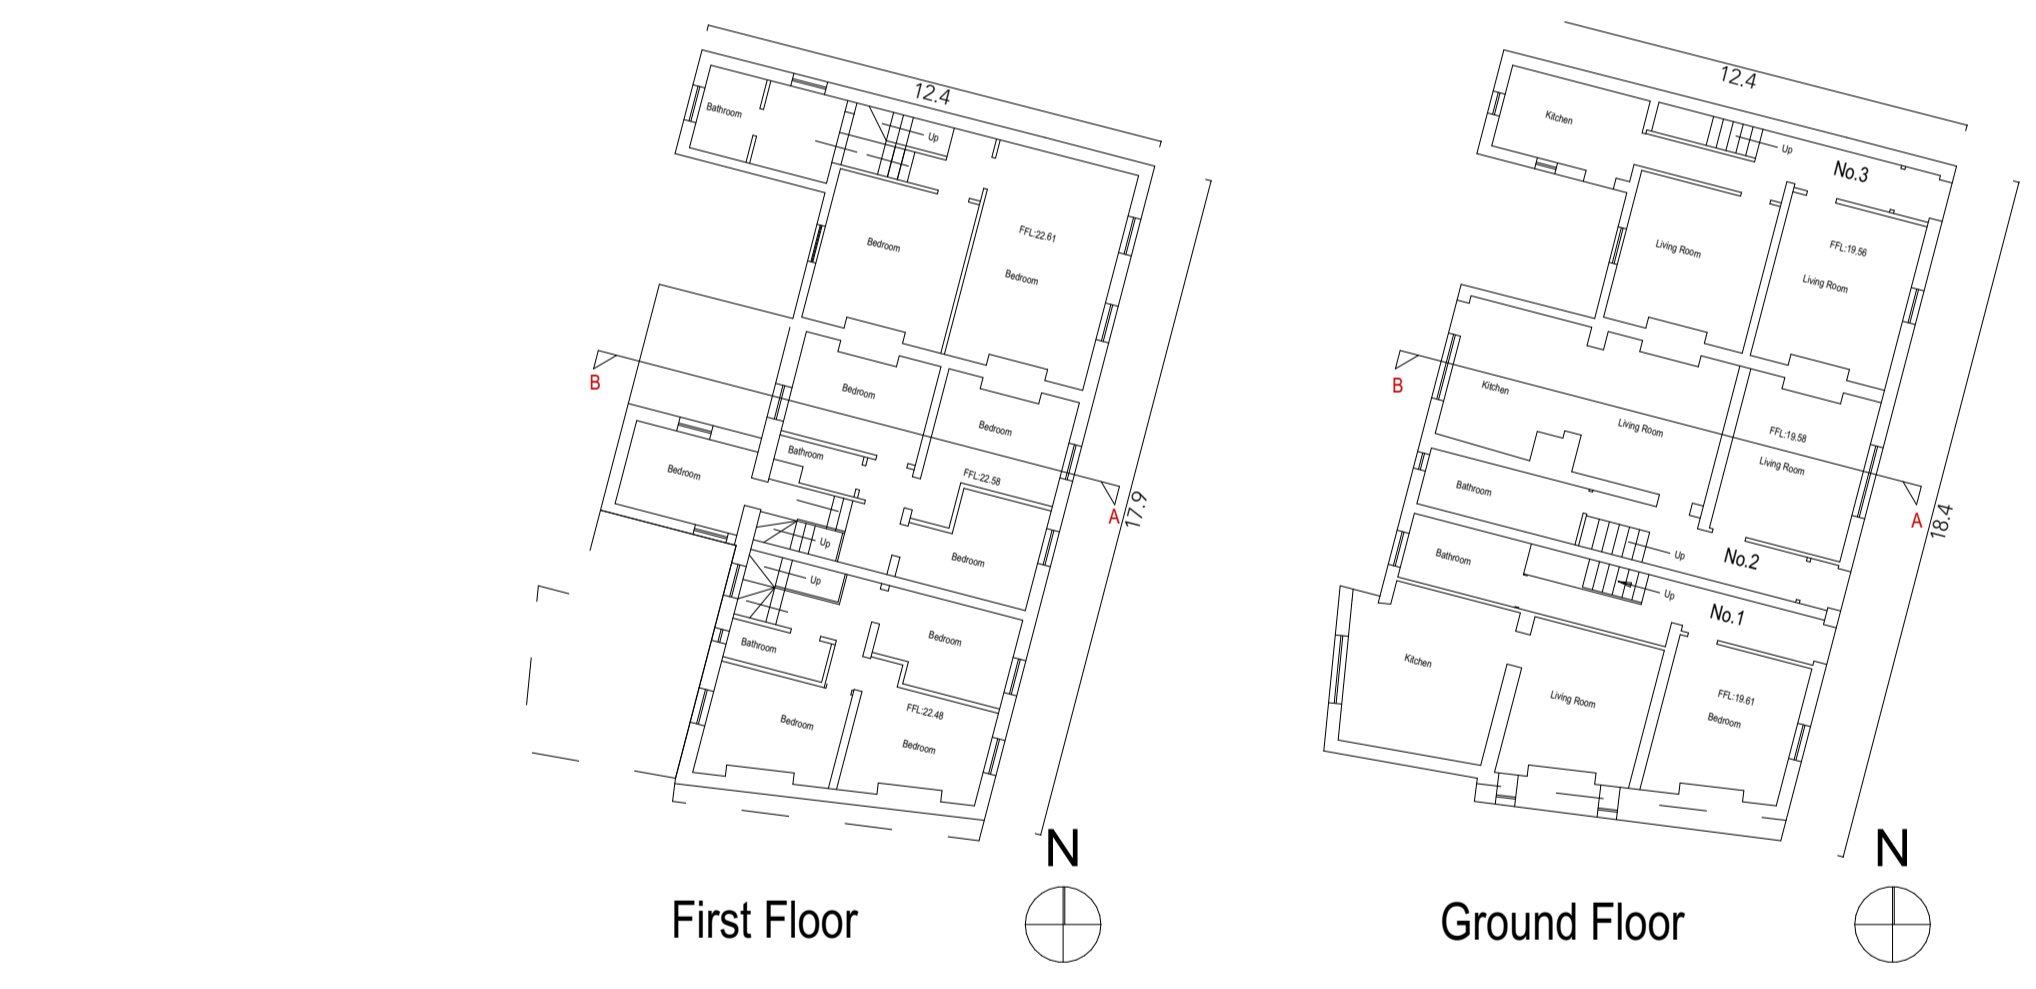 12.4
Bathroom
Up
Bedroom
FFL:22.61
Bedroom
B
Bedroom
Bedroom
Bathroom
Bedroom
FFL:22.58
A
17.9
Up
Bedroom
Up
Bedroom
Bathroom
Bedroom
FFL:22.48
Bedroom
N
First Floor
12.4
Kitchen
Up
No.3
Living Room
FFL:19.56
Living Room
B
Kitchen
Living Room
FFL:19.58
Living Room
Bathroom
A
18.4
Up
No.2
Bathroom
Up
No.1
Kitchen
Living Room
FFL:19.61
Bedroom
N
Ground Floor